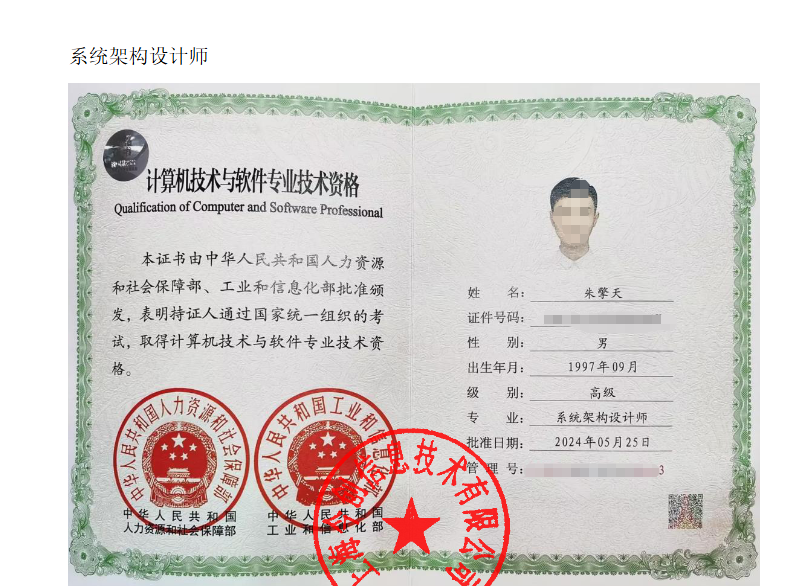 系统架构设计师
计算机技术与软件专业技术资格
Qualification of Computer and Software Professional
本证书由中华人民共和国人力资源
和社会保障部、工业和信息化部批准颁
发，表明持证人通过国家统一组织的考
试，取得计算机技术与软件专业技术资
格。
中华人民共和国人力资源和社会保障部
中华人民共和国工业和信息化部
中华人民共和国
人力资源和社会保障部
中华人民共和国
工业和信息化部
姓 名： 朱擎天
证件号码：
性 别： 男
出生年月： 1997年09月
级 别： 高级
专 业： 系统架构设计师
批准日期： 2024年05月25日
管 理 号： 3
信息技术有限公司